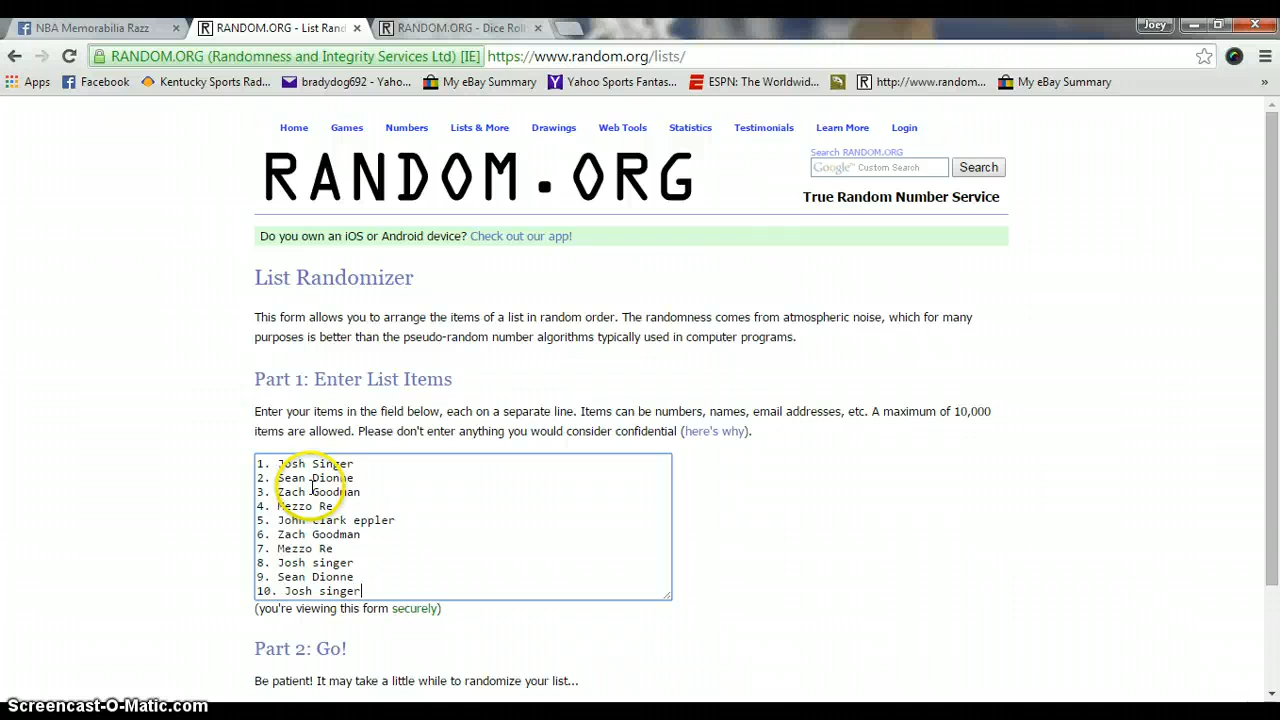 NBA Memorabilia Razz
RANDOM.ORG - List Rand
RANDOM.ORG - Dice Roll
Joey
RANDOM.ORG (Randomness and Integrity Services Ltd) [IE]
https://www.random.org/lists/
Apps
Facebook
Kentucky Sports Rad...
bradydog692 - Yaho...
My eBay Summary
Yahoo Sports Fantas...
ESPN: The Worldwid...
http://www.random...
My eBay Summary
»
Home
Games
Numbers
Lists & More
Drawings
Web Tools
Statistics
Testimonials
Learn More
Login
RANDOM.ORG
Search RANDOM.ORG
Google™ Custom Search
Search
True Random Number Service
Do you own an iOS or Android device? Check out our app!
List Randomizer
This form allows you to arrange the items of a list in random order. The randomness comes from atmospheric noise, which for many
purposes is better than the pseudo-random number algorithms typically used in computer programs.
Part 1: Enter List Items
Enter your items in the field below, each on a separate line. Items can be numbers, names, email addresses, etc. A maximum of 10,000
items are allowed. Please don't enter anything you would consider confidential (here's why).
1. Josh Singer
2. Sean Dionne
3. Zach Goodman
4. Mezzo Re
5. John clark eppler
6. Zach Goodman
7. Mezzo Re
8. Josh singer
9. Sean Dionne
10. Josh singer
(you're viewing this form securely)
Part 2: Go!
Be patient! It may take a little while to randomize your list...
Screencast-O-Matic.com